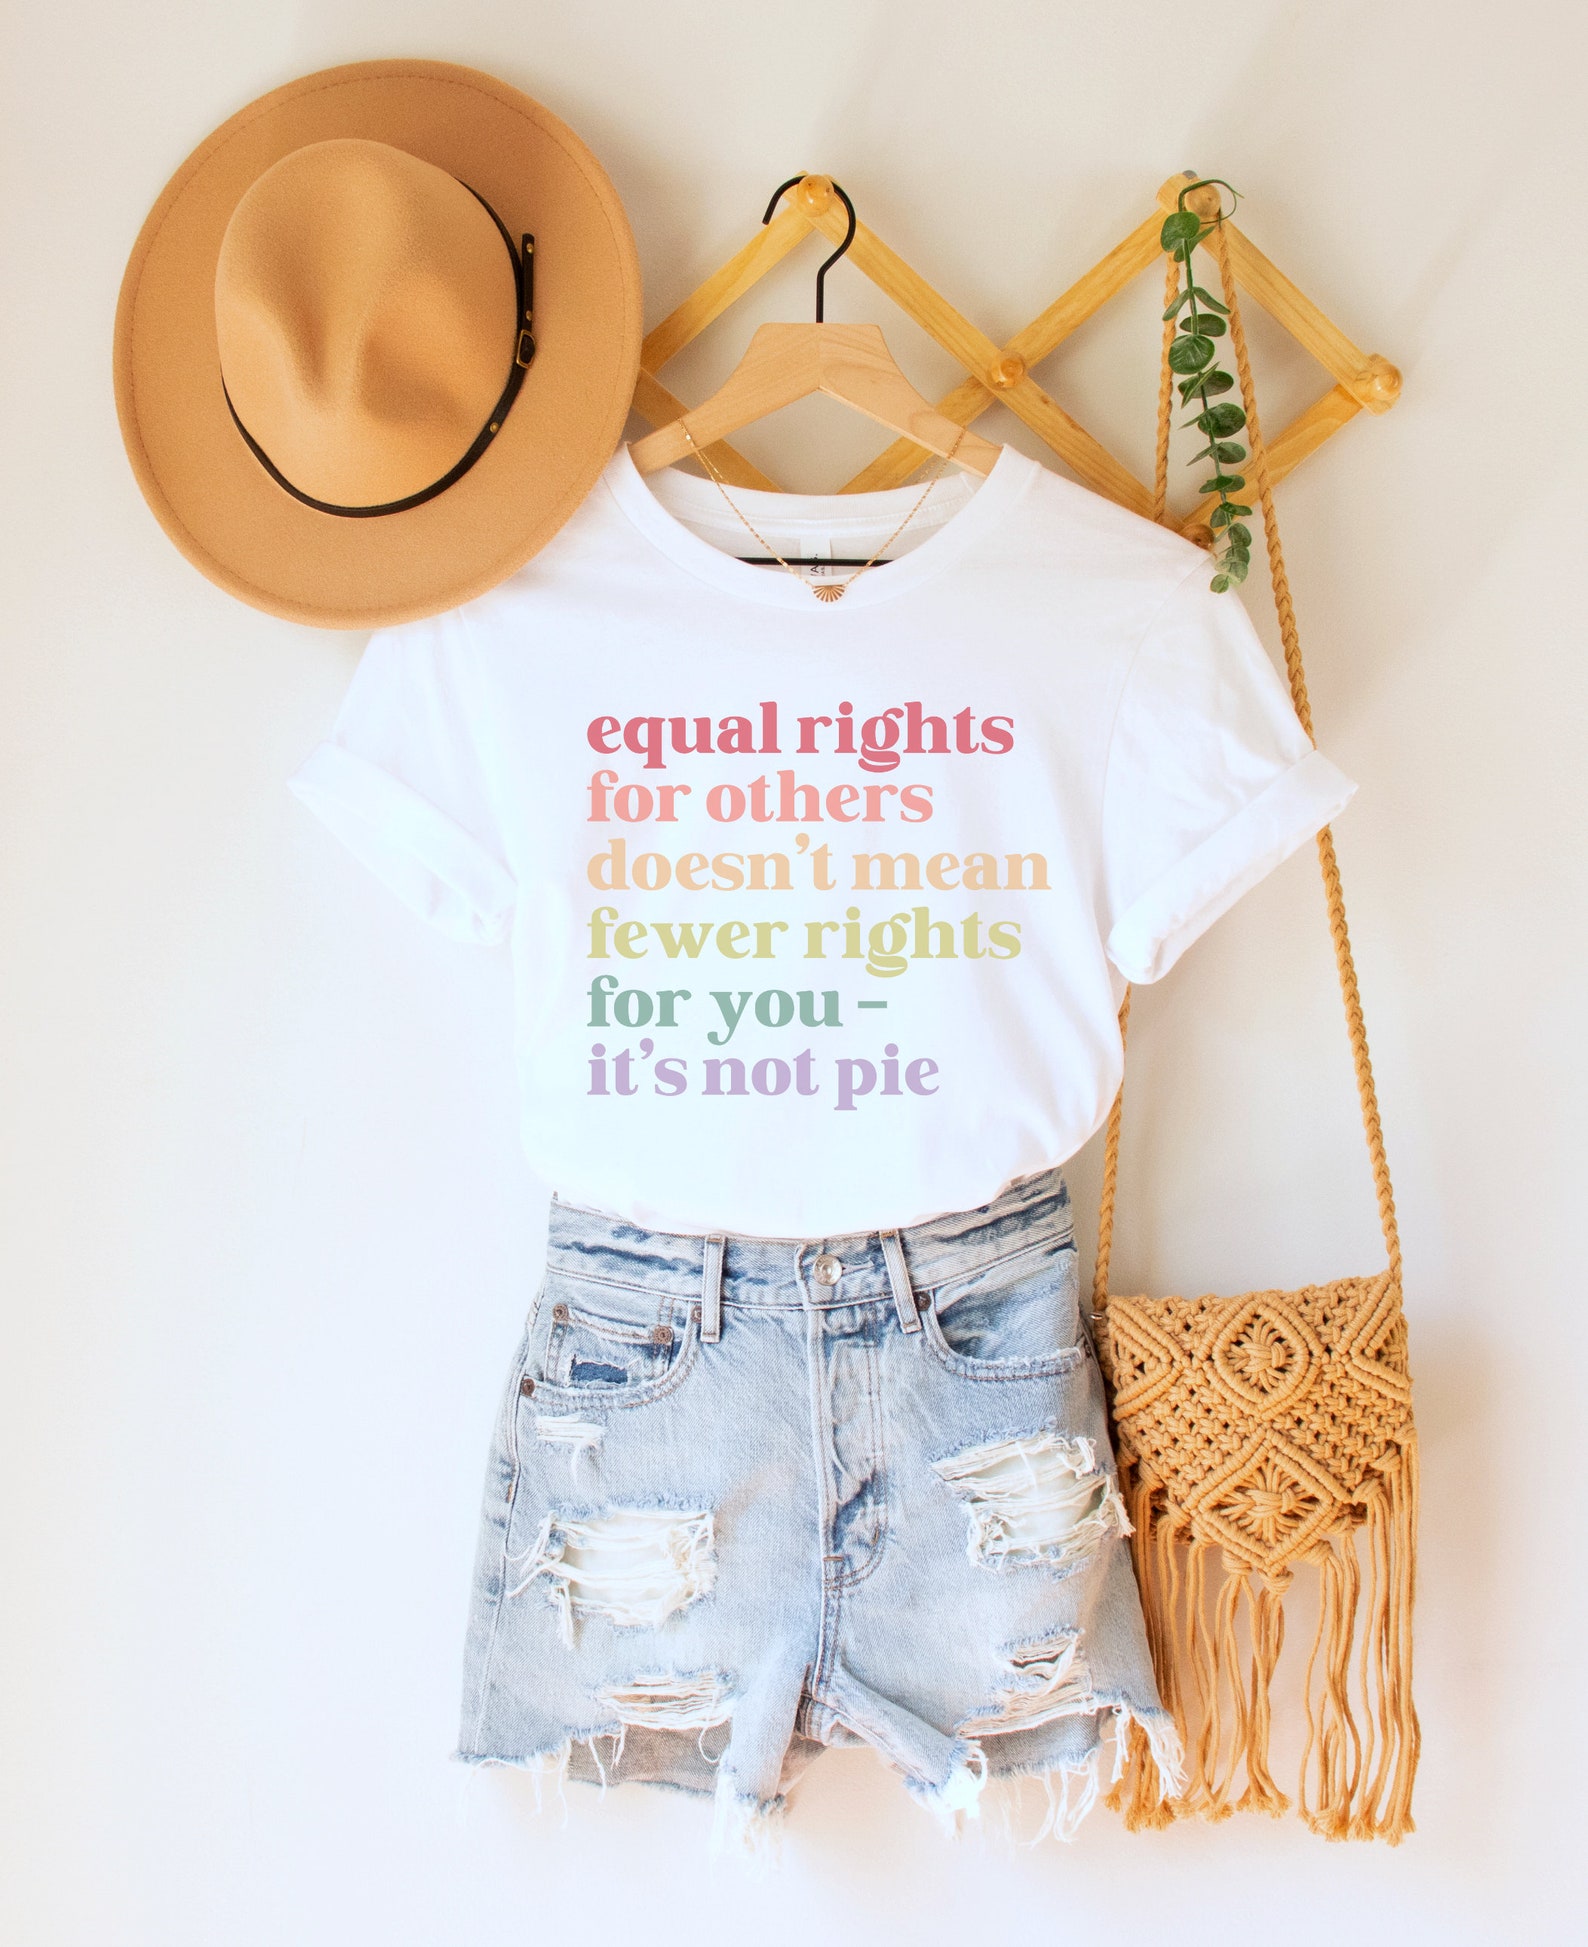 equal rights
for others
doesn't mean
fewer rights
for you –
it's not pie